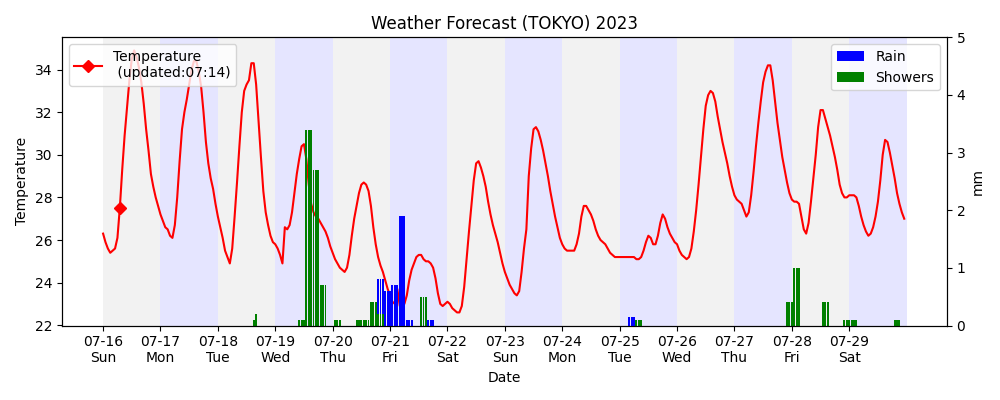 Weather Forecast (TOKYO) 2023
Temperature
(updated:07:14)
Rain
Showers
Temperature
34
32
30
28
26
24
22
mm
5
4
3
2
1
0
07-16 07-17 07-18 07-19 07-20 07-21 07-22 07-23 07-24 07-25 07-26 07-27 07-28 07-29
Sun Mon Tue Wed Thu Fri Sat Sun Mon Tue Wed Thu Fri Sat
Date